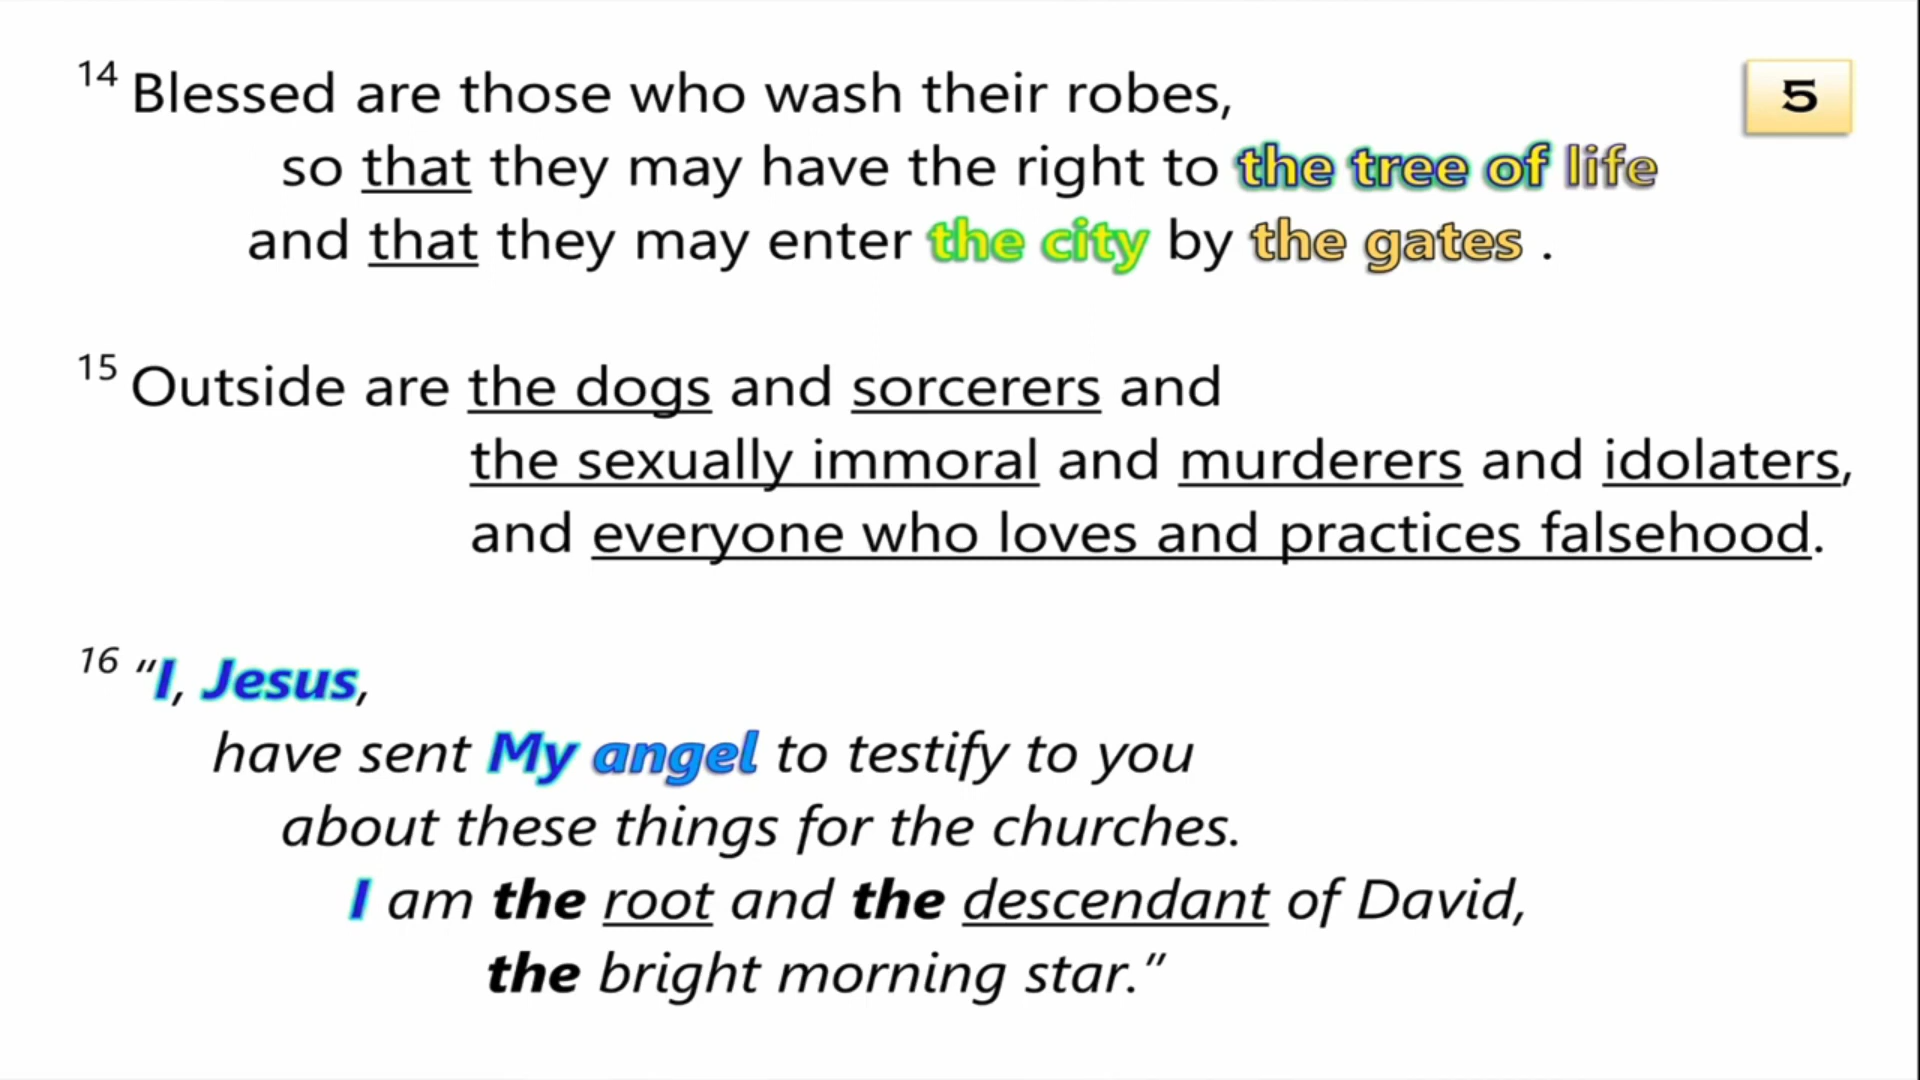 14 Blessed are those who wash their robes,
5
so that they may have the right to the tree of life
and that they may enter the city by the gates .
15 Outside are the dogs and sorcerers and
the sexually immoral and murderers and idolaters,
and everyone who loves and practices falsehood.
16 “I, Jesus,
have sent My angel to testify to you
about these things for the churches.
I am the root and the descendant of David,
the bright morning star.”